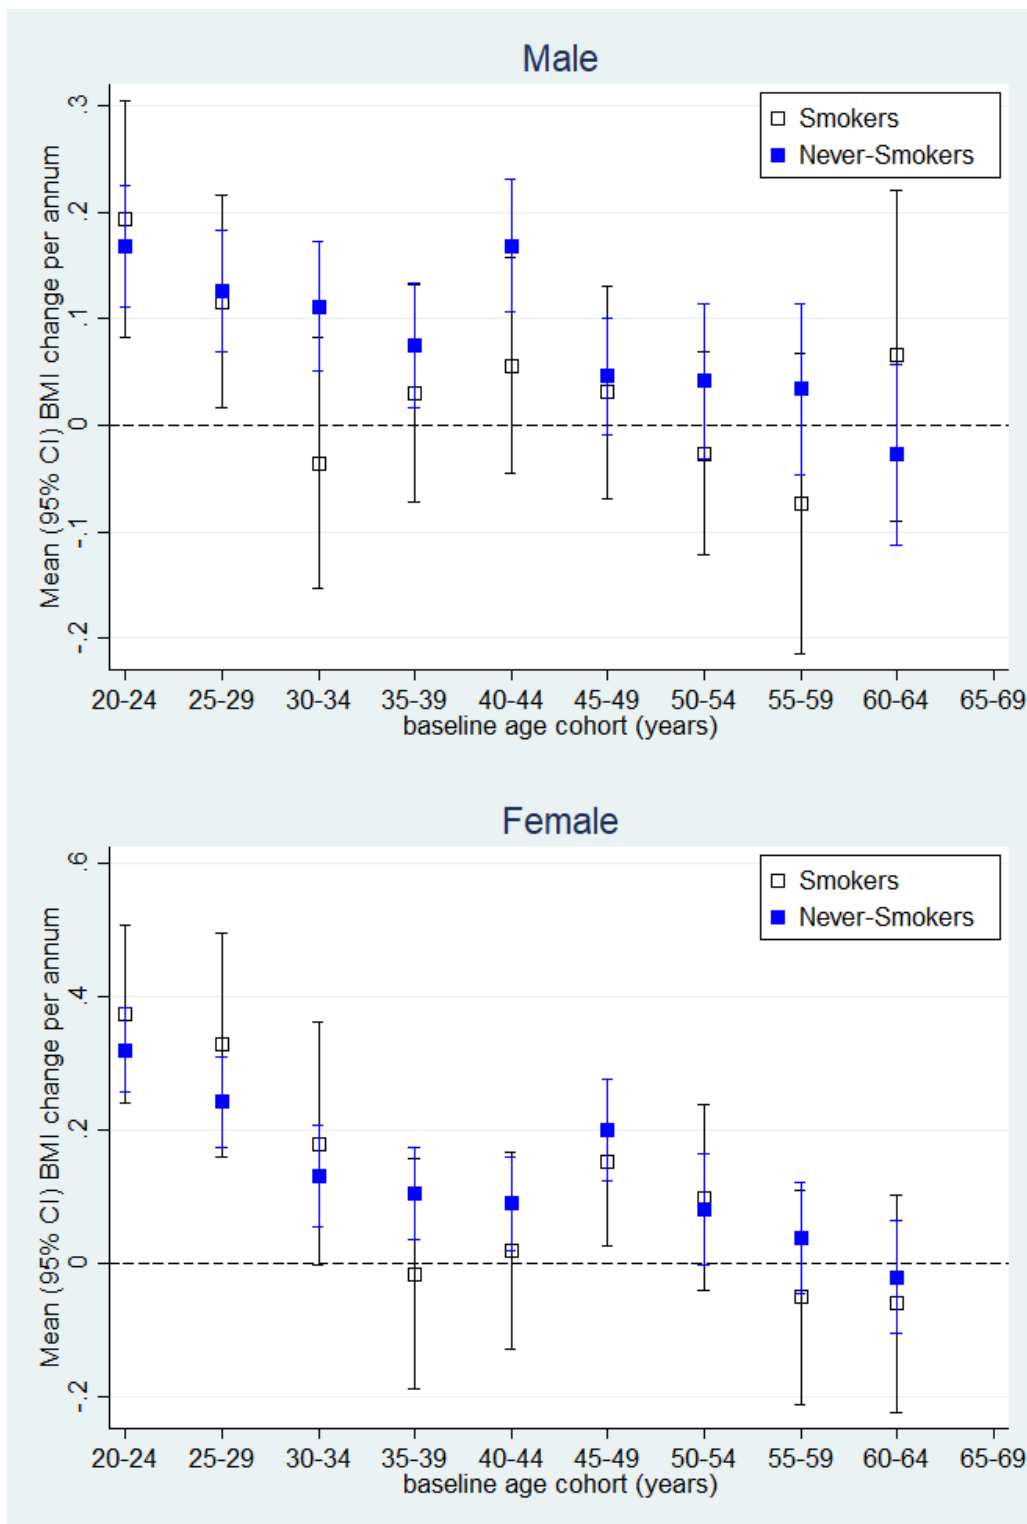 Male
Smokers
Never-Smokers
Mean (95% CI) BMI change per annum
.3
.2
.1
0
-.1
-.2
20-24 25-29 30-34 35-39 40-44 45-49 50-54 55-59 60-64 65-69
baseline age cohort (years)
Female
Smokers
Never-Smokers
Mean (95% CI) BMI change per annum
.6
.4
.2
0
-.2
20-24 25-29 30-34 35-39 40-44 45-49 50-54 55-59 60-64 65-69
baseline age cohort (years)